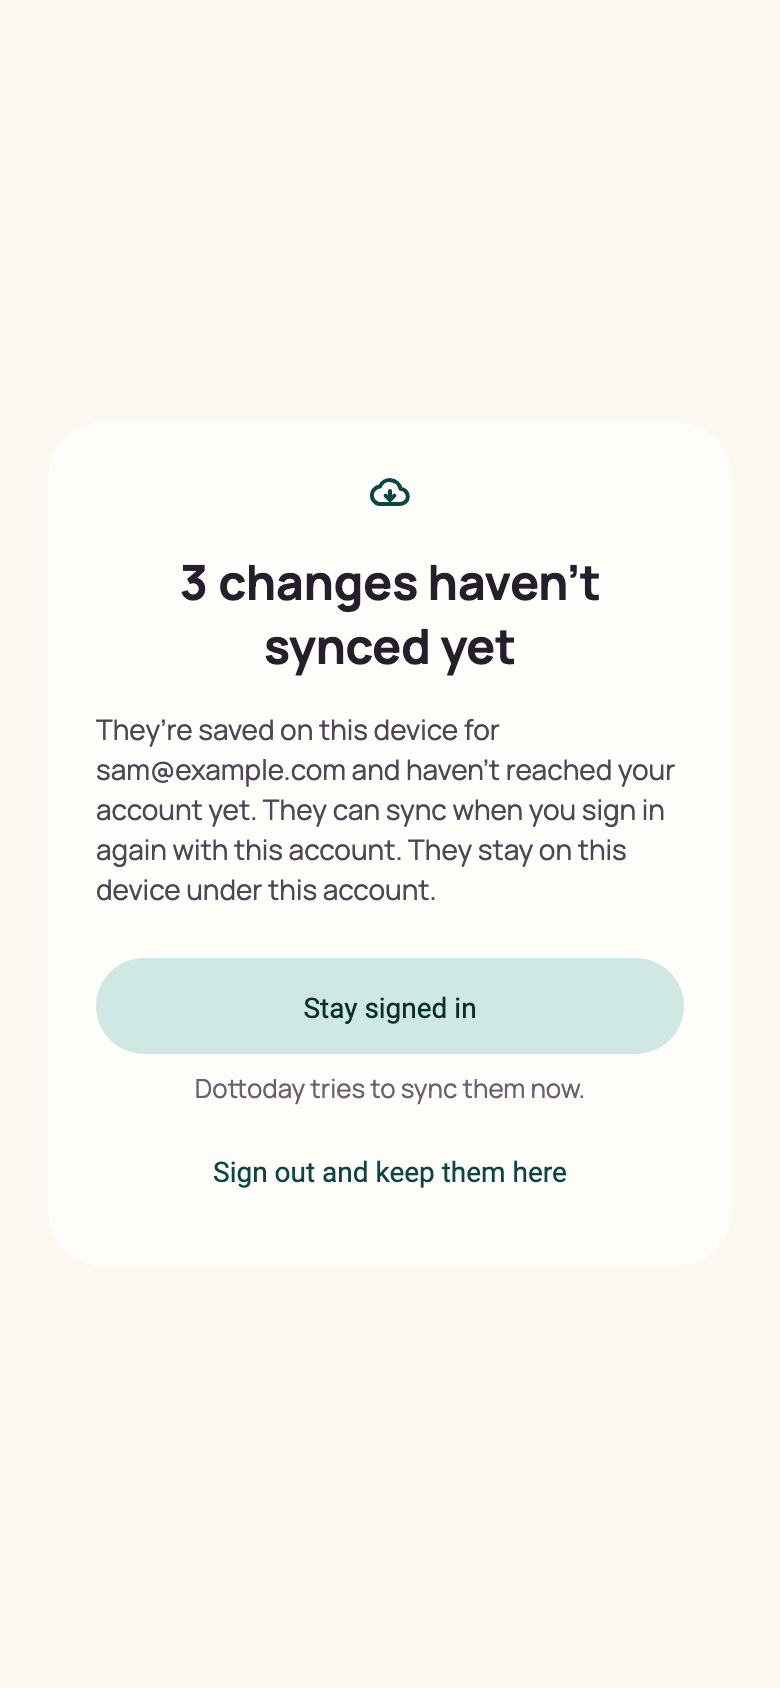 3 changes haven’t
synced yet
They’re saved on this device for
sam@example.com and haven’t reached your
account yet. They can sync when you sign in
again with this account. They stay on this
device under this account.
Stay signed in
Dottoday tries to sync them now.
Sign out and keep them here